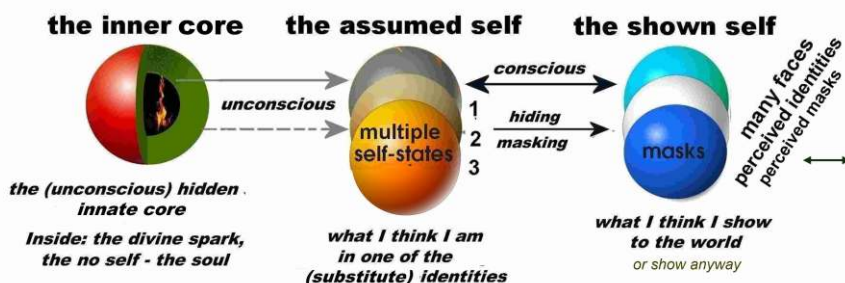 the inner core
the assumed self
the shown self
unconscious
conscious
hiding
masking
1
2
3
multiple
self-states
masks
many faces
perceived identities
perceived masks
the (unconscious) hidden
innate core
Inside: the divine spark,
the no self - the soul
what I think I am
in one of the
(substitute) identities
what I think I show
to the world
or show anyway